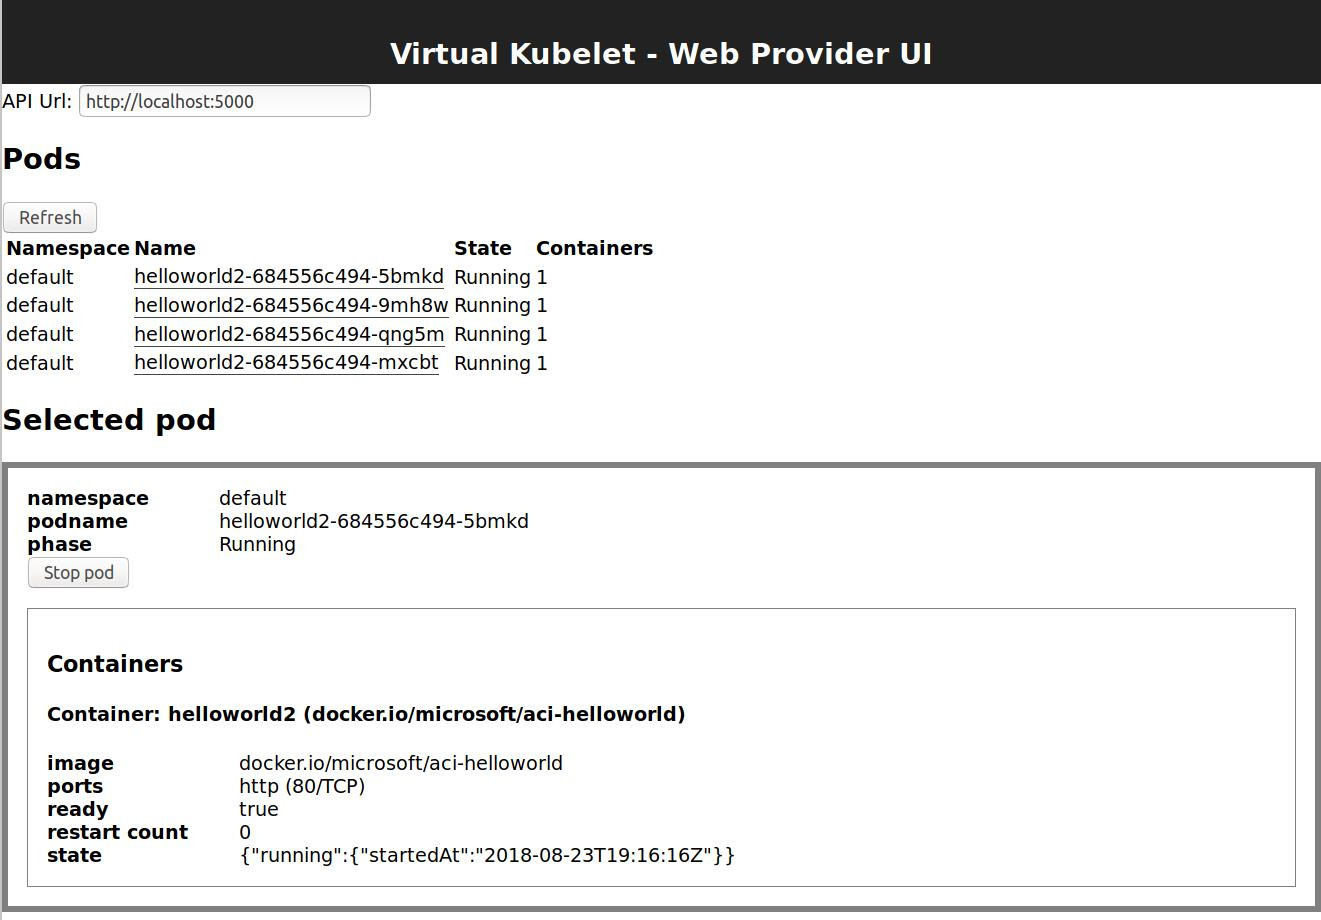 Virtual Kubelet - Web Provider UI
API Url: http://localhost:5000
Pods
Refresh
Namespace Name State Containers
default helloworld2-684556c494-5bmkd Running 1
default helloworld2-684556c494-9mh8w Running 1
default helloworld2-684556c494-qng5m Running 1
default helloworld2-684556c494-mxcbt Running 1
Selected pod
namespace default
podname helloworld2-684556c494-5bmkd
phase Running
Stop pod
Containers
Container: helloworld2 (docker.io/microsoft/aci-helloworld)
image docker.io/microsoft/aci-helloworld
ports http (80/TCP)
ready true
restart count 0
state {"running":{"startedAt":"2018-08-23T19:16:16Z"}}